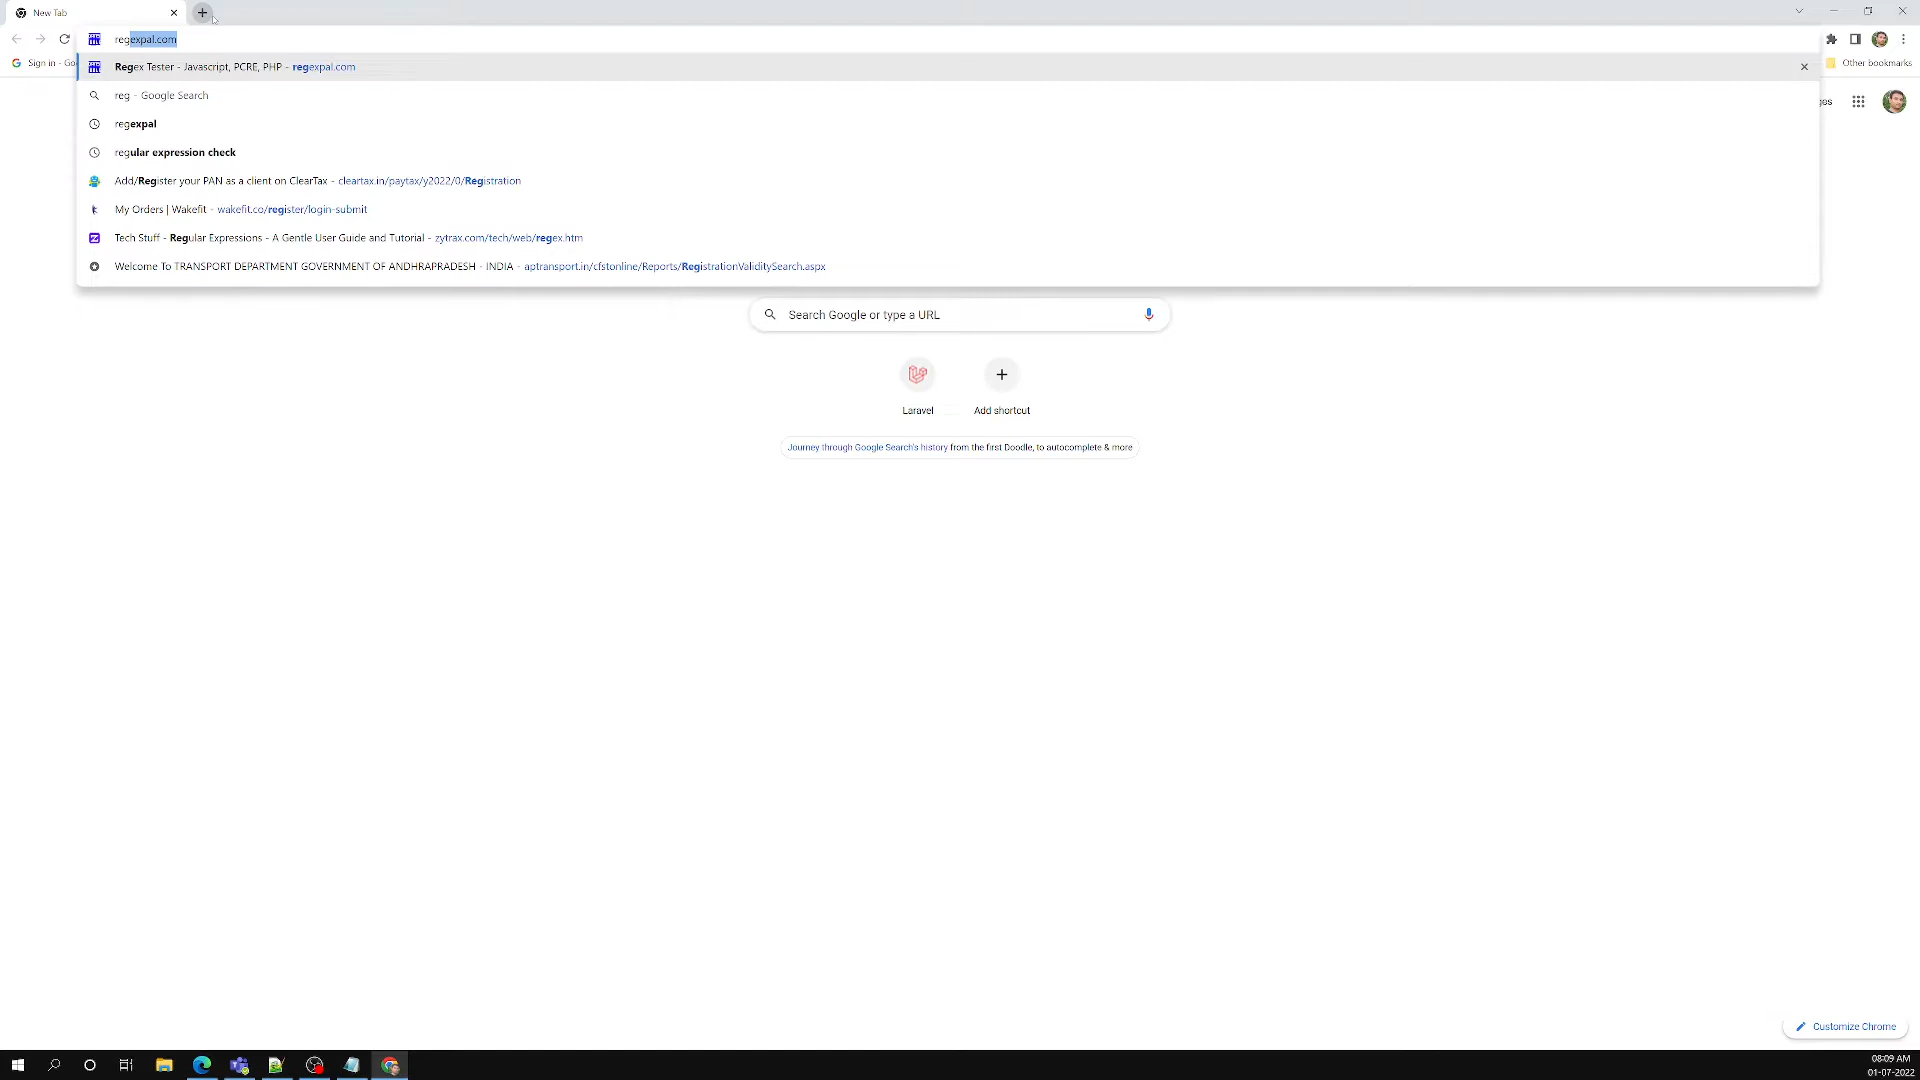 New Tab
regexpal.com
Sign in - Go
Regex Tester - Javascript, PCRE, PHP - regexpal.com
Other bookmarks
reg - Google Search
regexpal
regular expression check
Add/Register your PAN as a client on ClearTax - cleartax.in/paytax/y2022/0/Registration
My Orders | Wakefit - wakefit.co/register/login-submit
Tech Stuff - Regular Expressions - A Gentle User Guide and Tutorial - zytrax.com/tech/web/regex.htm
Welcome To TRANSPORT DEPARTMENT GOVERNMENT OF ANDHRAPRADESH - INDIA - aptransport.in/cfstonline/Reports/RegistrationValiditySearch.aspx
Search Google or type a URL
Laravel
Add shortcut
Journey through Google Search's history from the first Doodle, to autocomplete & more
Customize Chrome
08:09 AM
01-07-2022